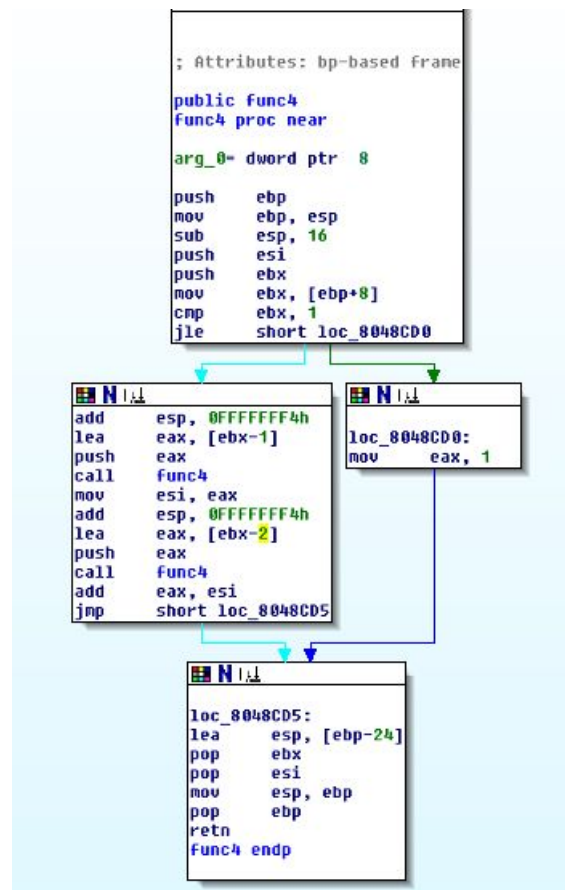 ; Attributes: bp-based frame
public func4
func4 proc near
arg_0= dword ptr  8
push    ebp
mov     ebp, esp
sub     esp, 16
push    esi
push    ebx
mov     ebx, [ebp+8]
cmp     ebx, 1
jle     short loc_8048CD0
add     esp, 0FFFFFFF4h
lea     eax, [ebx-1]
push    eax
call    func4
mov     esi, eax
add     esp, 0FFFFFFF4h
lea     eax, [ebx-2]
push    eax
call    func4
add     eax, esi
jmp     short loc_8048CD5
loc_8048CD0:
mov     eax, 1
loc_8048CD5:
lea     esp, [ebp-24]
pop     ebx
pop     esi
mov     esp, ebp
pop     ebp
retn
func4 endp